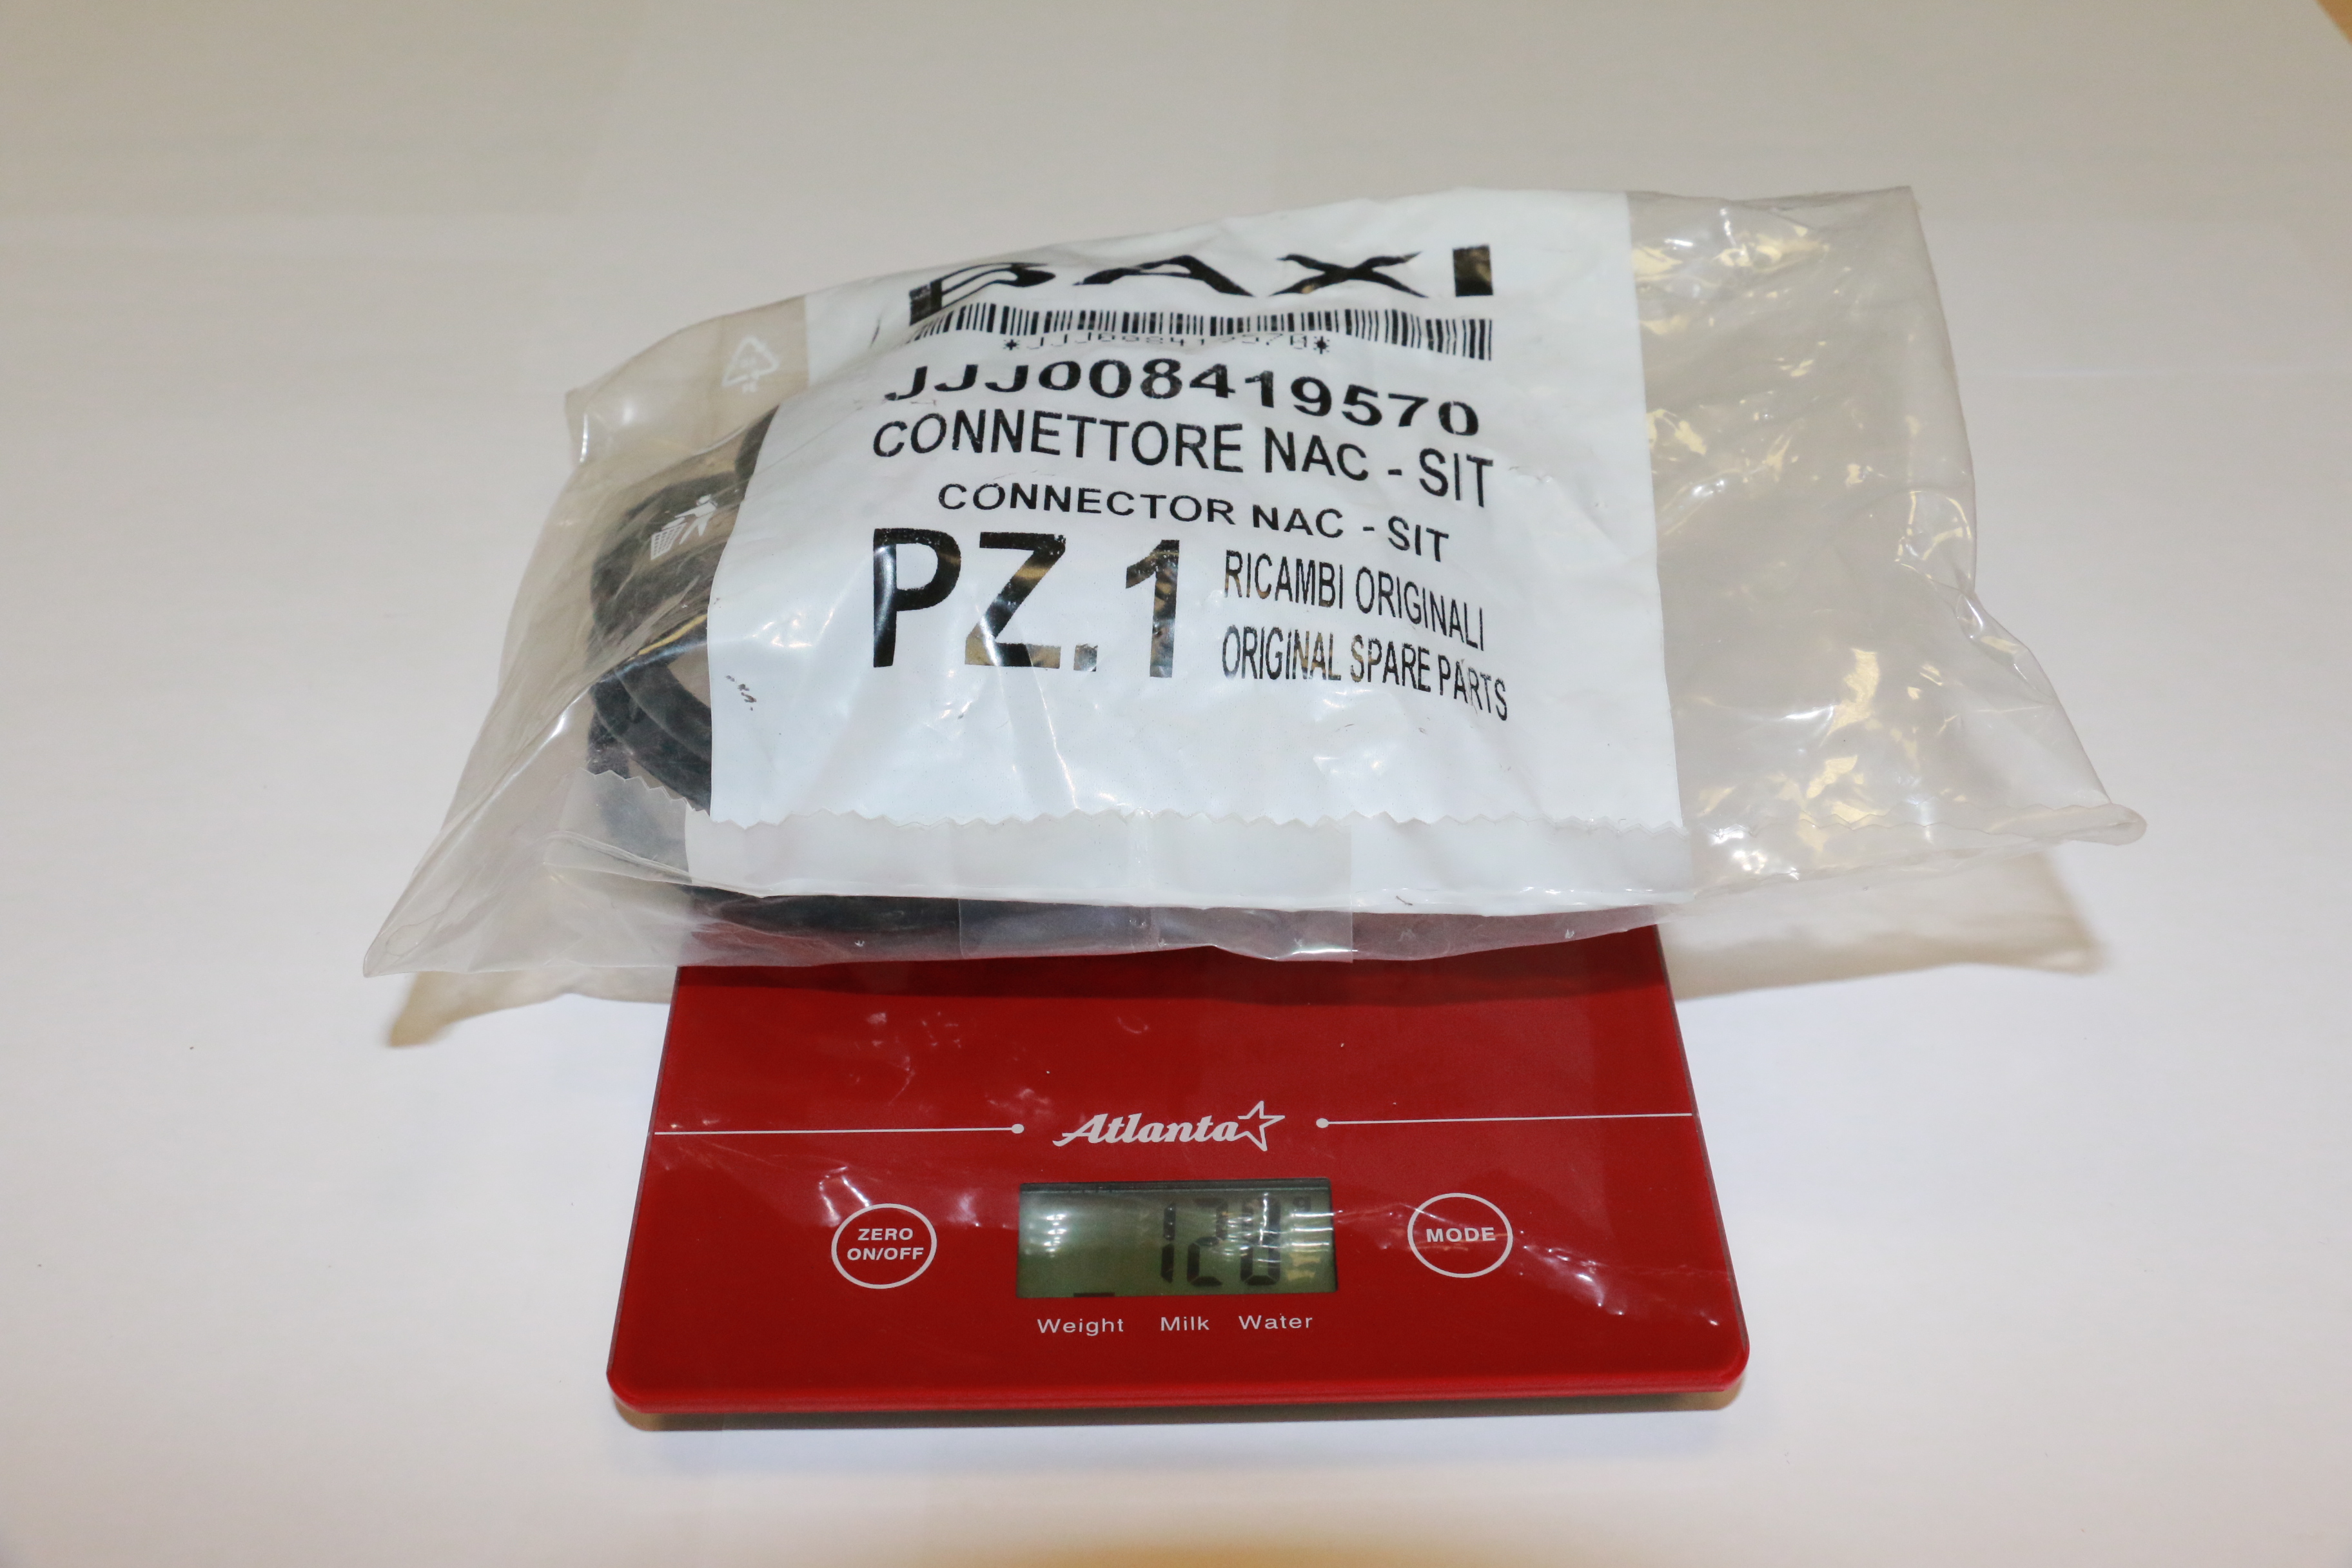 BAXI
*JJJ008419570*
JJJ008419570
CONNETTORE NAC - SIT
CONNECTOR NAC - SIT
PZ.1
RICAMBI ORIGINALI
ORIGINAL SPARE PARTS
Atlanta
ZERO
ON/OFF
MODE
Weight Milk Water